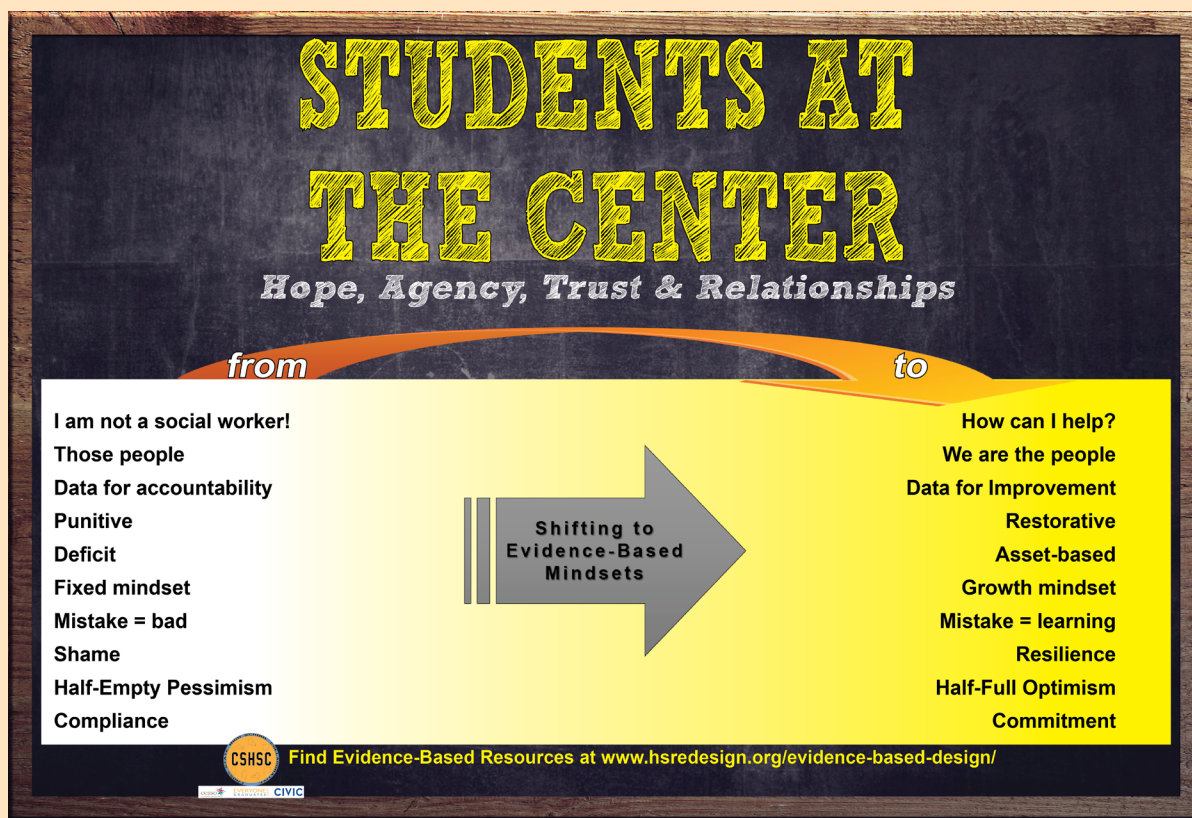 STUDENTS AT
THE CENTER
Hope, Agency, Trust & Relationships
from
to
I am not a social worker!
How can I help?
Those people
We are the people
Data for accountability
Data for Improvement
Punitive
Restorative
Deficit
Asset-based
Fixed mindset
Growth mindset
Mistake = bad
Mistake = learning
Shame
Resilience
Half-Empty Pessimism
Half-Full Optimism
Compliance
Commitment
Shifting to
Evidence-Based
Mindsets
CSHSC
Find Evidence-Based Resources at www.hsredesign.org/evidence-based-design/
EVERYONE
GRADUATES
CIVIC